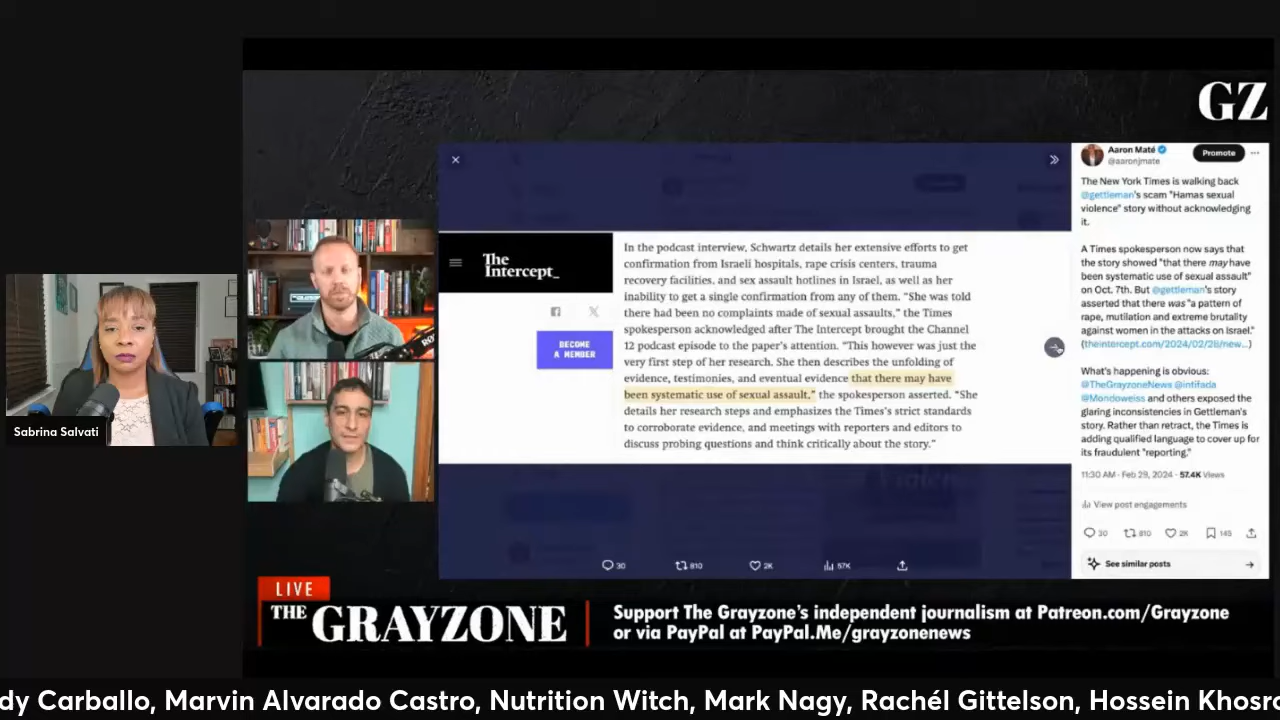 GZ
Sabrina Salvati
The
Intercept_
BECOME
A MEMBER
In the podcast interview, Schwartz details her extensive efforts to get
confirmation from Israeli hospitals, rape crisis centers, trauma
recovery facilities, and sex assault hotlines in Israel, as well as her
inability to get a single confirmation from any of them. “She was told
there had been no complaints made of sexual assaults,” the Times
spokesperson acknowledged after The Intercept brought the Channel
12 podcast episode to the paper’s attention. “This however was just the
very first step of her research. She then describes the unfolding of
evidence, testimonies, and eventual evidence that there may have
been systematic use of sexual assault,” the spokesperson asserted. “She
details her research steps and emphasizes the Times’s strict standards
to corroborate evidence, and meetings with reporters and editors to
discuss probing questions and think critically about the story.”
30 810 2K 57K
Aaron Maté
@aaronjmate
Promote
The New York Times is walking back
@gettleman's scam "Hamas sexual
violence" story without acknowledging
it.
A Times spokesperson now says that
the story showed "that there may have
been systematic use of sexual assault"
on Oct. 7th. But @gettleman's story
asserted that there was "a pattern of
rape, mutilation and extreme brutality
against women in the attacks on Israel."
(theintercept.com/2024/02/28/new...)
What's happening is obvious:
@TheGrayzoneNews @intifada
@Mondoweiss and others exposed the
glaring inconsistencies in Gettleman's
story. Rather than retract, the Times is
adding qualified language to cover up for
its fraudulent "reporting."
11:30 AM · Feb 29, 2024 · 57.4K Views
View post engagements
30 810 2K 145
See similar posts
LIVE
THE GRAYZONE
Support The Grayzone's independent journalism at Patreon.com/Grayzone
or via PayPal at PayPal.Me/grayzonenews
dy Carballo, Marvin Alvarado Castro, Nutrition Witch, Mark Nagy, Rachél Gittelson, Hossein Khosro